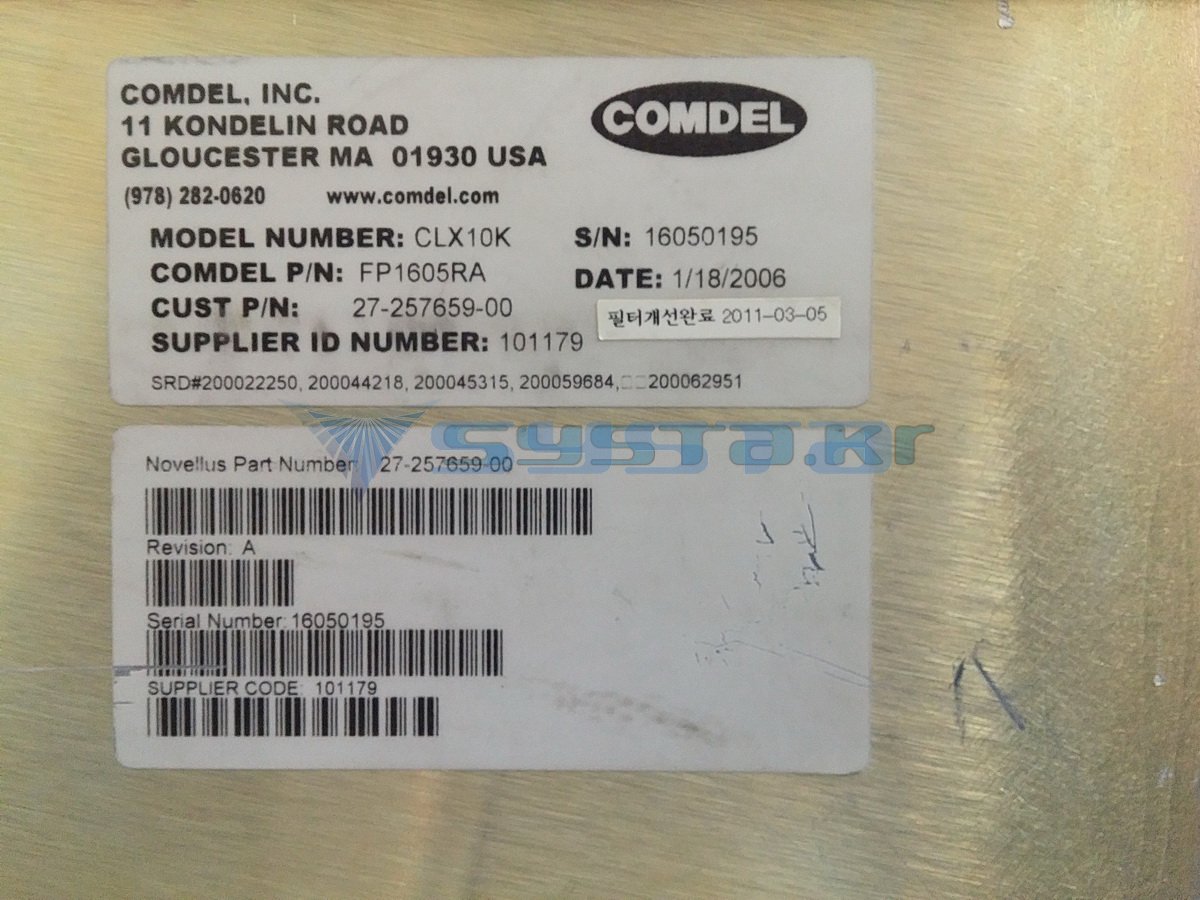 COMDEL, INC.
11 KONDELIN ROAD
GLOUCESTER MA 01930 USA
(978) 282-0620 www.comdel.com
COMDEL
MODEL NUMBER: CLX10K S/N: 16050195
COMDEL P/N: FP1605RA DATE: 1/18/2006
CUST P/N: 27-257659-00
필터개선완료 2011-03-05
SUPPLIER ID NUMBER: 101179
SRD#200022250, 200044218, 200045315, 200059684,□□200062951
systa.kr
Novellus Part Number: 27-257659-00
Revision: A
Serial Number: 16050195
SUPPLIER CODE: 101179